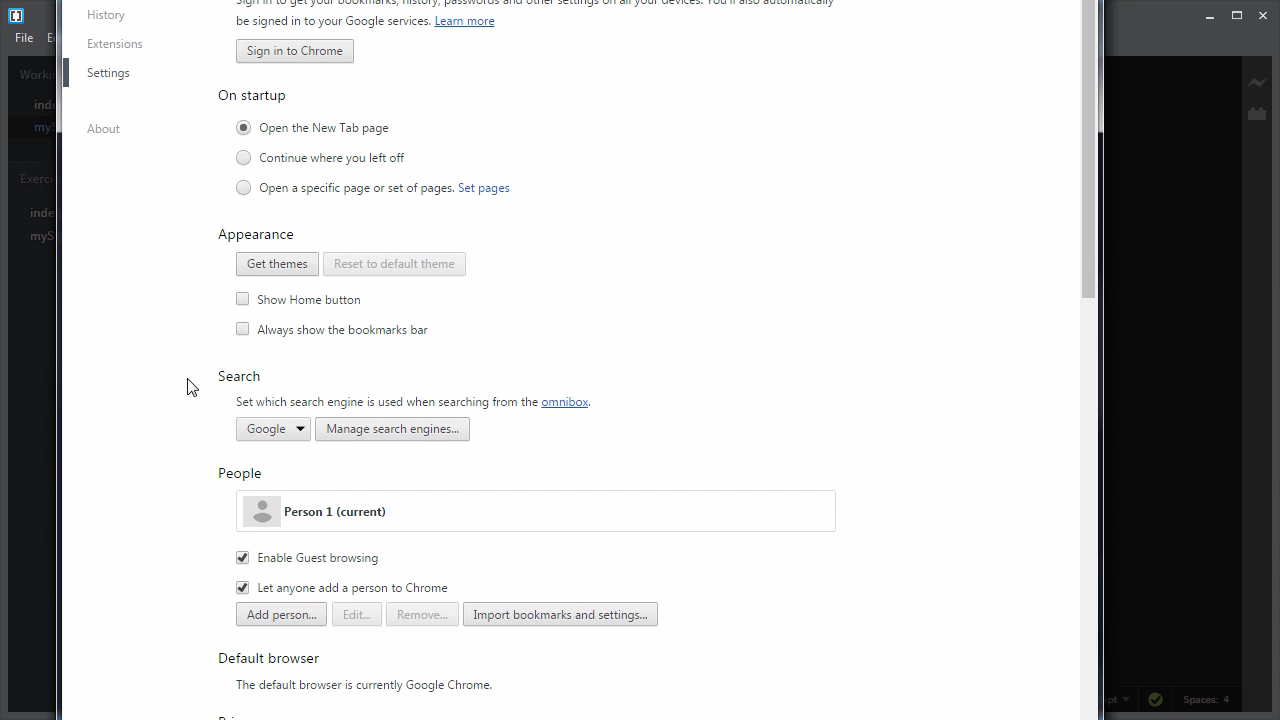 Sign in to get your bookmarks, history, passwords and other settings on all your devices. You'll also automatically
be signed in to your Google services. Learn more
History
Extensions
Settings
About
Sign in to Chrome
On startup
Open the New Tab page
Continue where you left off
Open a specific page or set of pages. Set pages
Appearance
Get themes
Reset to default theme
Show Home button
Always show the bookmarks bar
Search
Set which search engine is used when searching from the omnibox.
Google
Manage search engines...
People
Person 1 (current)
Enable Guest browsing
Let anyone add a person to Chrome
Add person...
Edit...
Remove...
Import bookmarks and settings...
Default browser
The default browser is currently Google Chrome.
File
Spaces: 4